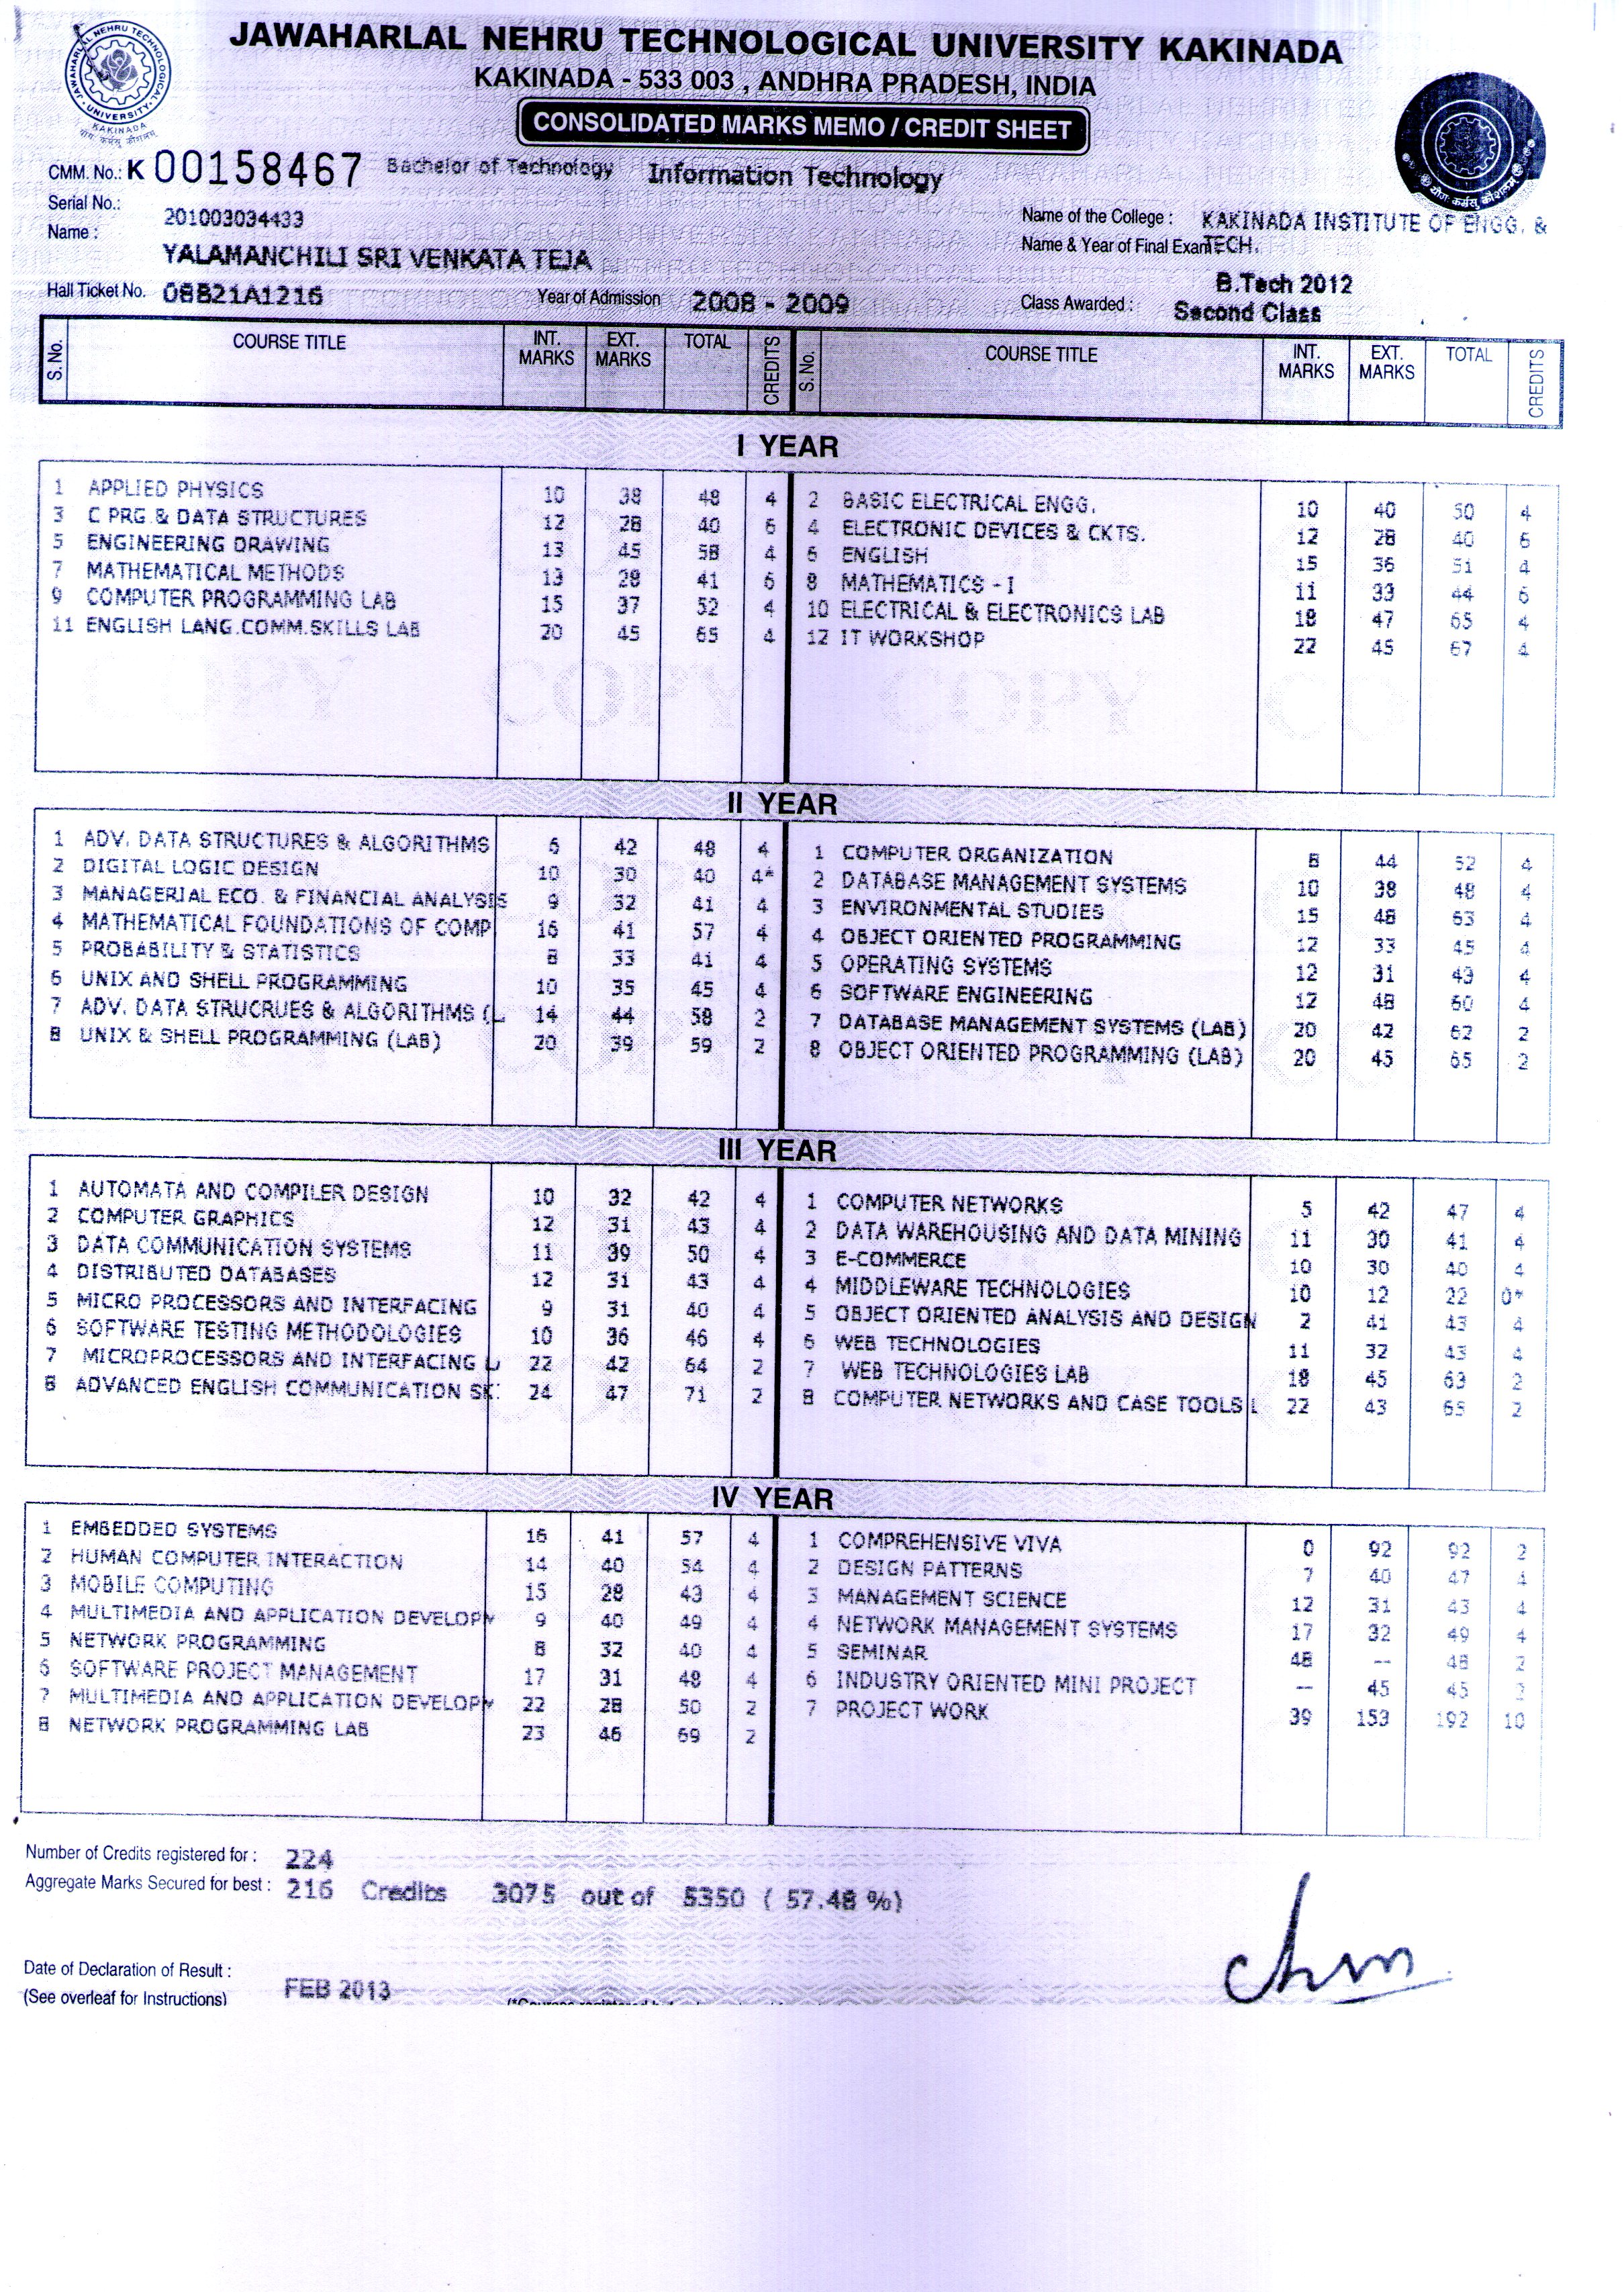 JAWAHARLAL NEHRU TECHNOLOGICAL UNIVERSITY KAKINADA
KAKINADA - 533 003 , ANDHRA PRADESH, INDIA
CONSOLIDATED MARKS MEMO / CREDIT SHEET
JAWAHARLAL NEHRU TECHNOLOGICAL UNIVERSITY
KAKINADA
योगः कर्मसु कौशलम्
CMM. No.: K 00158467 Bachelor of Technology Information Technology
Serial No.: 201003034433
Name : YALAMANCHILI SRI VENKATA TEJA
Name of the College : KAKINADA INSTITUTE OF ENGG. & TECH.
Name & Year of Final Exam B.Tech 2012
Hall Ticket No. 08B21A1216 Year of Admission 2008 - 2009 Class Awarded : Second Class
S. No. COURSE TITLE INT. MARKS EXT. MARKS TOTAL CREDITS S. No. COURSE TITLE INT. MARKS EXT. MARKS TOTAL CREDITS
I YEAR
1 APPLIED PHYSICS 10 38 48 4 2 BASIC ELECTRICAL ENGG. 10 40 50 4
3 C PRG.& DATA STRUCTURES 12 28 40 6 4 ELECTRONIC DEVICES & CKTS. 12 28 40 6
5 ENGINEERING DRAWING 13 45 58 4 6 ENGLISH 15 36 51 4
7 MATHEMATICAL METHODS 13 28 41 6 8 MATHEMATICS - I 11 33 44 6
9 COMPUTER PROGRAMMING LAB 15 37 52 4 10 ELECTRICAL & ELECTRONICS LAB 18 47 65 4
11 ENGLISH LANG.COMM.SKILLS LAB 20 45 65 4 12 IT WORKSHOP 22 45 67 4
COPY COPY COPY CO
II YEAR
1 ADV. DATA STRUCTURES & ALGORITHMS 6 42 48 4 1 COMPUTER ORGANIZATION 8 44 52 4
2 DIGITAL LOGIC DESIGN 10 30 40 4* 2 DATABASE MANAGEMENT SYSTEMS 10 38 48 4
3 MANAGERIAL ECO. & FINANCIAL ANALYSIS 9 32 41 4 3 ENVIRONMENTAL STUDIES 15 48 63 4
4 MATHEMATICAL FOUNDATIONS OF COMP 16 41 57 4 4 OBJECT ORIENTED PROGRAMMING 12 33 45 4
5 PROBABILITY & STATISTICS 8 33 41 4 5 OPERATING SYSTEMS 12 31 43 4
6 UNIX AND SHELL PROGRAMMING 10 35 45 4 6 SOFTWARE ENGINEERING 12 48 60 4
7 ADV. DATA STRUCRUES & ALGORITHMS (L 14 44 58 2 7 DATABASE MANAGEMENT SYSTEMS (LAB) 20 42 62 2
8 UNIX & SHELL PROGRAMMING (LAB) 20 39 59 2 8 OBJECT ORIENTED PROGRAMMING (LAB) 20 45 65 2
III YEAR
1 AUTOMATA AND COMPILER DESIGN 10 32 42 4 1 COMPUTER NETWORKS 5 42 47 4
2 COMPUTER GRAPHICS 12 31 43 4 2 DATA WAREHOUSING AND DATA MINING 11 30 41 4
3 DATA COMMUNICATION SYSTEMS 11 39 50 4 3 E-COMMERCE 10 30 40 4
4 DISTRIBUTED DATABASES 12 31 43 4 4 MIDDLEWARE TECHNOLOGIES 10 12 22 0*
5 MICRO PROCESSORS AND INTERFACING 9 31 40 4 5 OBJECT ORIENTED ANALYSIS AND DESIGN 2 41 43 4
6 SOFTWARE TESTING METHODOLOGIES 10 36 46 4 6 WEB TECHNOLOGIES 11 32 43 4
7 MICROPROCESSORS AND INTERFACING L 22 42 64 2 7 WEB TECHNOLOGIES LAB 18 45 63 2
8 ADVANCED ENGLISH COMMUNICATION SK 24 47 71 2 8 COMPUTER NETWORKS AND CASE TOOLS L 22 43 65 2
IV YEAR
1 EMBEDDED SYSTEMS 16 41 57 4 1 COMPREHENSIVE VIVA 0 92 92 2
2 HUMAN COMPUTER INTERACTION 14 40 54 4 2 DESIGN PATTERNS 7 40 47 4
3 MOBILE COMPUTING 15 28 43 4 3 MANAGEMENT SCIENCE 12 31 43 4
4 MULTIMEDIA AND APPLICATION DEVELOPM 9 40 49 4 4 NETWORK MANAGEMENT SYSTEMS 17 32 49 4
5 NETWORK PROGRAMMING 8 32 40 4 5 SEMINAR 48 -- 48 2
6 SOFTWARE PROJECT MANAGEMENT 17 31 48 4 6 INDUSTRY ORIENTED MINI PROJECT -- 45 45 2
7 MULTIMEDIA AND APPLICATION DEVELOPM 22 28 50 2 7 PROJECT WORK 39 153 192 10
8 NETWORK PROGRAMMING LAB 23 46 69 2
Number of Credits registered for : 224
Aggregate Marks Secured for best : 216 Credits 3075 out of 5350 ( 57.48 %)
Date of Declaration of Result : FEB 2013
(See overleaf for Instructions)